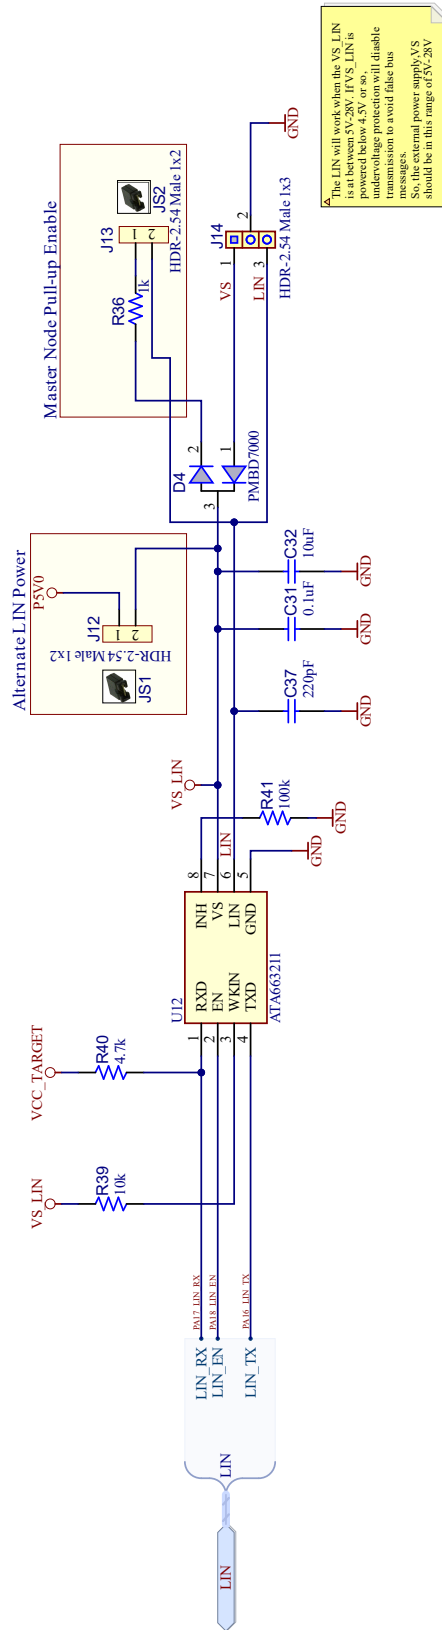 LIN
LIN
LIN_RX
LIN_EN
LIN_TX
PA17_LIN_RX
PA18_LIN_EN
PA16_LIN_TX
VS_LIN
R39
10k
VCC_TARGET
R40
4.7k
U12
1
2
3
4
RXD
EN
WKIN
TXD
INH
VS
LIN
GND
8
7
6
5
ATA663211
LIN
GND
R41
100k
GND
VS_LIN
Alternate LIN Power
P5V0
J12
1 2
HDR-2.54 Male 1x2
JS1
C37
220pF
GND
C31
0.1uF
GND
C32
10uF
GND
D4
3
2
1
PMBD7000
Master Node Pull-up Enable
R36
1k
J13
1 2
HDR-2.54 Male 1x2
JS2
VS
LIN
J14
1
3
2
HDR-2.54 Male 1x3
GND
The LIN will work when the VS_LIN
is at between 5V-28V. If VS_LIN is
powered below 4.5V or so,
undervoltage protection will diasble
transmission to avoid false bus
messages.
So, the external power supply,VS
should be in this range of 5V-28V